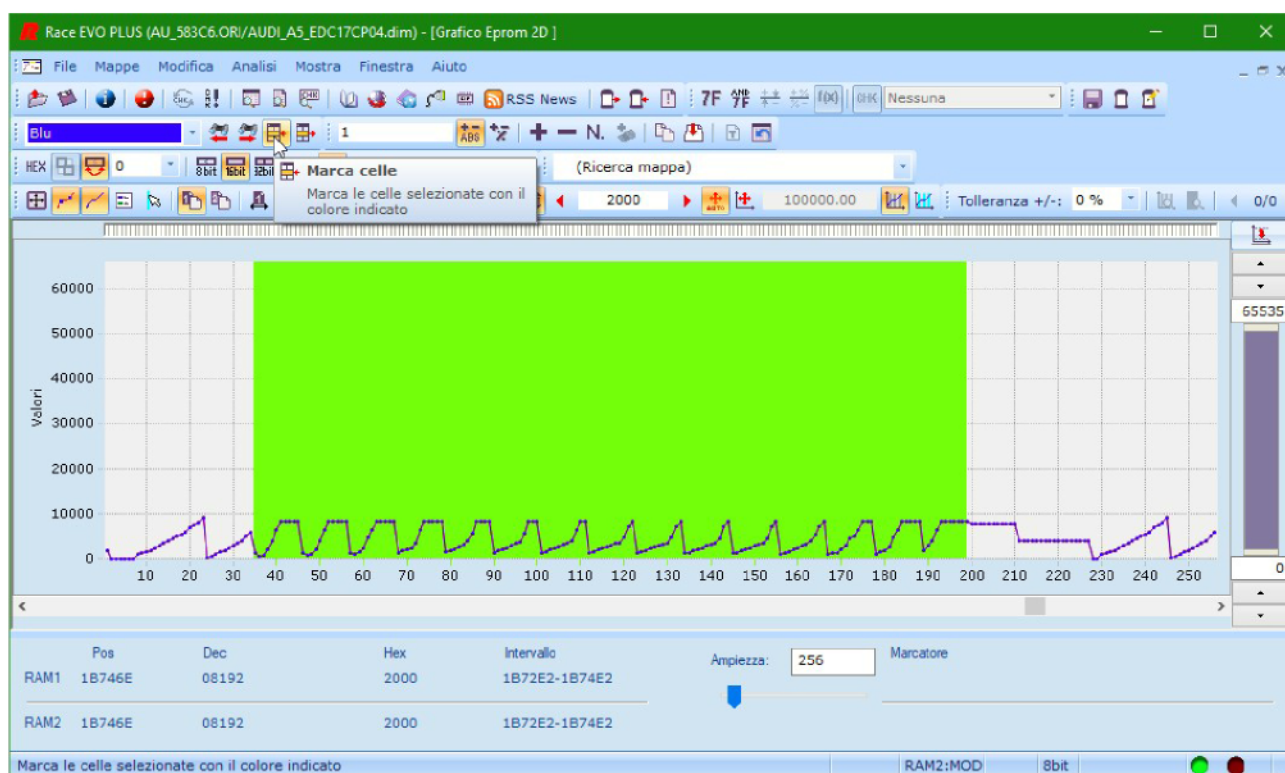 Race EVO PLUS (AU_583C6.ORI/AUDI_A5_EDC17CP04.dim) - [Grafico Eprom 2D ]
File Mappe Modifica Analisi Mostra Finestra Aiuto
RSS News 7F Nessuna
Blu 1 ABS N.
HEX 0 8bit 16bit 32bit (Ricerca mappa)
Marca celle
Marca le celle selezionate con il
colore indicato
2000 AUTO 100000.00 Tolleranza +/-: 0 % 0/0
65535
60000
50000
40000
30000
20000
10000
0
Valori
10 20 30 40 50 60 70 80 90 100 110 120 130 140 150 160 170 180 190 200 210 220 230 240 250
0
Pos Dec Hex Intervallo Ampiezza: 256 Marcatore
RAM1 1B746E 08192 2000 1B72E2-1B74E2
RAM2 1B746E 08192 2000 1B72E2-1B74E2
Marca le celle selezionate con il colore indicato RAM2:MOD 8bit